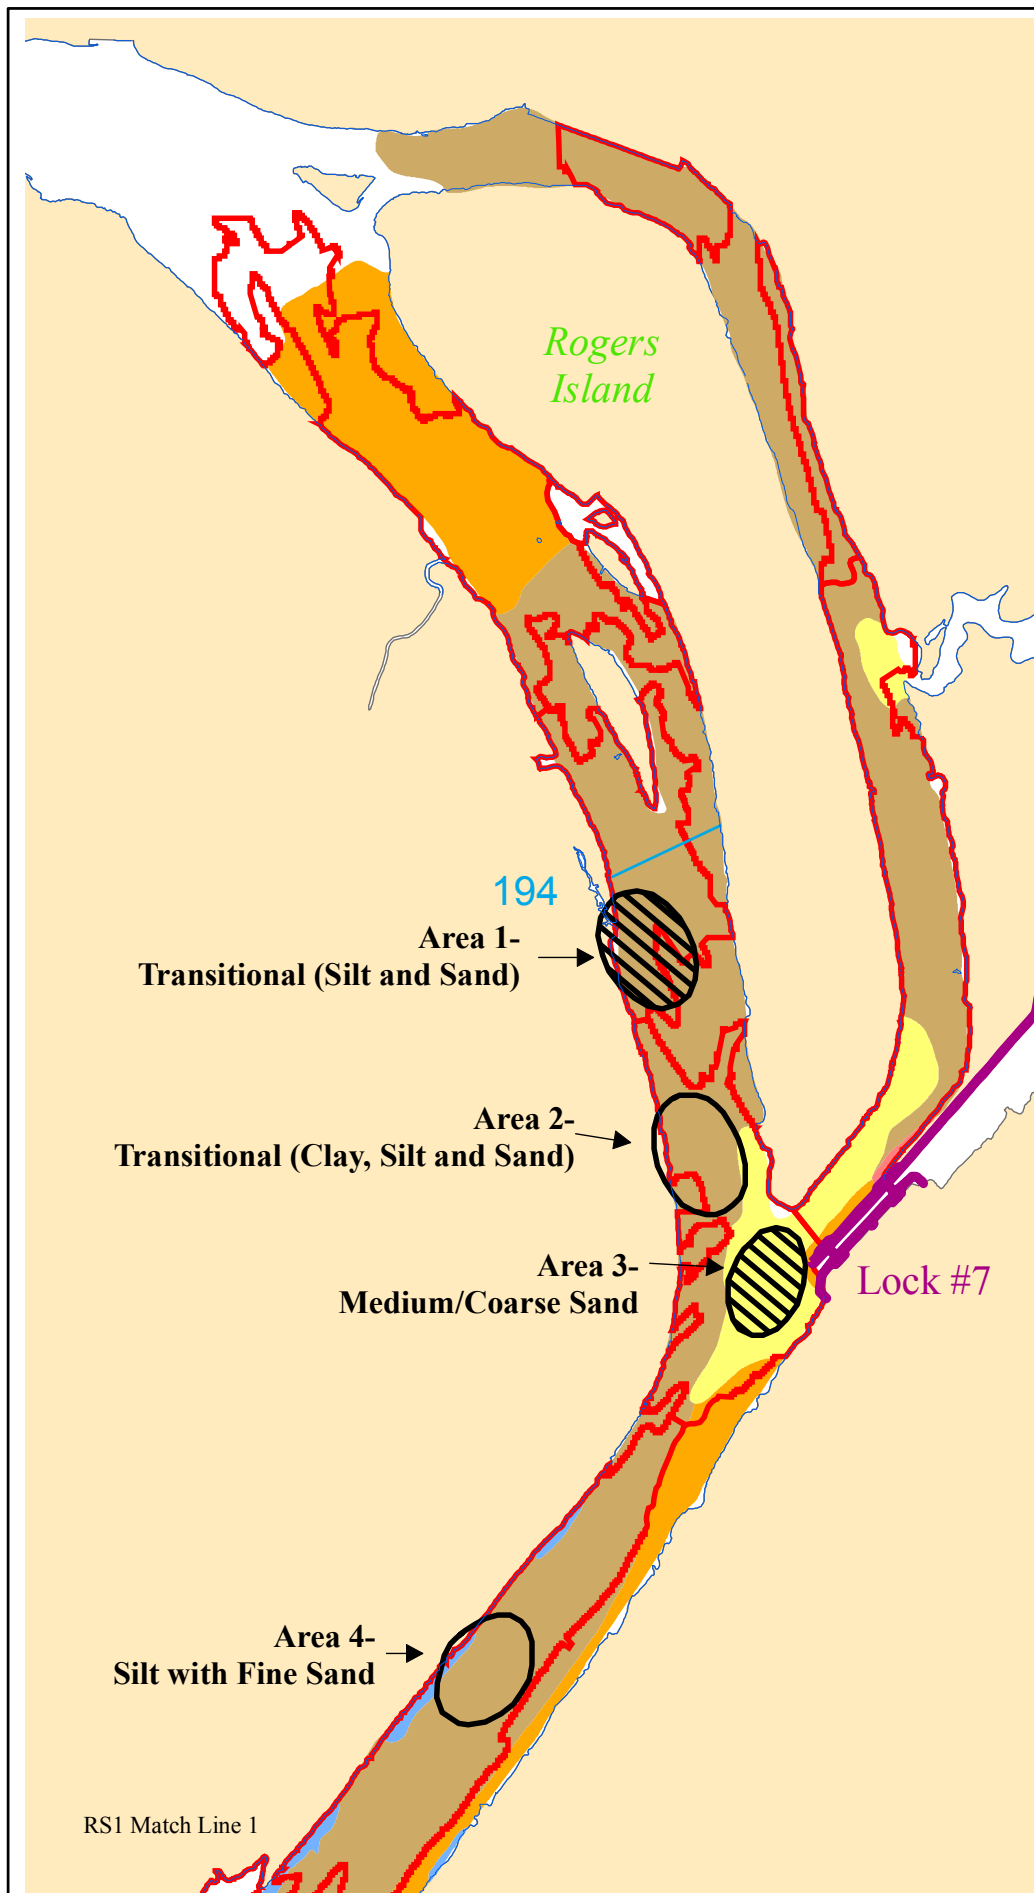 Rogers
Island
194
Area 1-
Transitional (Silt and Sand)
Area 2-
Transitional (Clay, Silt and Sand)
Area 3-
Medium/Coarse Sand
Lock #7
Area 4-
Silt with Fine Sand
RS1 Match Line 1